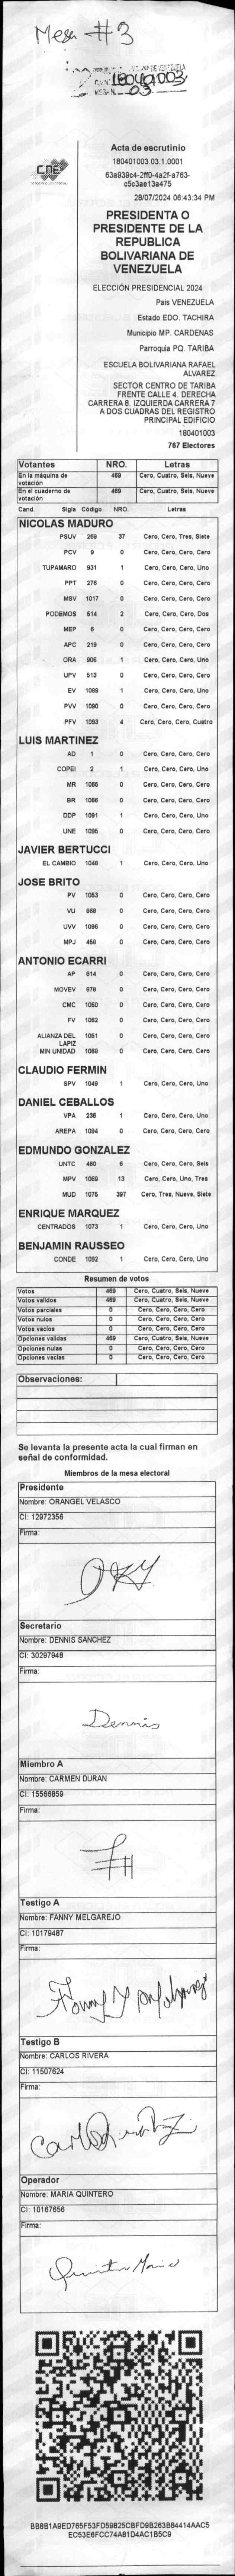 Mesa #3
180401003
03
CNE
Acta de escrutinio
180401003.03.1.0001
63a939c4-2ff0-4a2f-a763-
c5c3ae13a475
28/07/2024 06:43:34 PM
PRESIDENTA O
PRESIDENTE DE LA
REPUBLICA
BOLIVARIANA DE
VENEZUELA
ELECCIÓN PRESIDENCIAL 2024
País VENEZUELA
Estado EDO. TACHIRA
Municipio MP. CARDENAS
Parroquia PQ. TARIBA
ESCUELA BOLIVARIANA RAFAEL
ALVAREZ
SECTOR CENTRO DE TARIBA
FRENTE CALLE 4. DERECHA
CARRERA 8. IZQUIERDA CARRERA 7
A DOS CUADRAS DEL REGISTRO
PRINCIPAL EDIFICIO
180401003
767 Electores
Votantes NRO. Letras
En la máquina de votación 469 Cero, Cuatro, Seis, Nueve
En el cuaderno de votación 469 Cero, Cuatro, Seis, Nueve
Cand. Sigla Código NRO. Letras
NICOLAS MADURO
PSUV 269 37 Cero, Cero, Tres, Siete
PCV 9 0 Cero, Cero, Cero, Cero
TUPAMARO 931 1 Cero, Cero, Cero, Uno
PPT 276 0 Cero, Cero, Cero, Cero
MSV 1017 0 Cero, Cero, Cero, Cero
PODEMOS 614 2 Cero, Cero, Cero, Dos
MEP 6 0 Cero, Cero, Cero, Cero
APC 219 0 Cero, Cero, Cero, Cero
ORA 906 1 Cero, Cero, Cero, Uno
UPV 513 0 Cero, Cero, Cero, Cero
EV 1089 1 Cero, Cero, Cero, Uno
PVV 1090 0 Cero, Cero, Cero, Cero
PFV 1093 4 Cero, Cero, Cero, Cuatro
LUIS MARTINEZ
AD 1 0 Cero, Cero, Cero, Cero
COPEI 2 1 Cero, Cero, Cero, Uno
MR 1065 0 Cero, Cero, Cero, Cero
BR 1066 0 Cero, Cero, Cero, Cero
DDP 1091 1 Cero, Cero, Cero, Uno
UNE 1095 0 Cero, Cero, Cero, Cero
JAVIER BERTUCCI
EL CAMBIO 1048 1 Cero, Cero, Cero, Uno
JOSE BRITO
PV 1053 0 Cero, Cero, Cero, Cero
VU 868 0 Cero, Cero, Cero, Cero
UVV 1096 0 Cero, Cero, Cero, Cero
MPJ 458 0 Cero, Cero, Cero, Cero
ANTONIO ECARRI
AP 814 0 Cero, Cero, Cero, Cero
MOVEV 879 0 Cero, Cero, Cero, Cero
CMC 1050 0 Cero, Cero, Cero, Cero
FV 1062 0 Cero, Cero, Cero, Cero
ALIANZA DEL LAPIZ 1051 0 Cero, Cero, Cero, Cero
MIN UNIDAD 1069 0 Cero, Cero, Cero, Cero
CLAUDIO FERMIN
SPV 1049 1 Cero, Cero, Cero, Uno
DANIEL CEBALLOS
VPA 236 1 Cero, Cero, Cero, Uno
AREPA 1094 0 Cero, Cero, Cero, Cero
EDMUNDO GONZALEZ
UNTC 460 6 Cero, Cero, Cero, Seis
MPV 1059 13 Cero, Cero, Uno, Tres
MUD 1075 397 Cero, Tres, Nueve, Siete
ENRIQUE MARQUEZ
CENTRADOS 1073 1 Cero, Cero, Cero, Uno
BENJAMIN RAUSSEO
CONDE 1092 1 Cero, Cero, Cero, Uno
Resumen de votos
Votos 469 Cero, Cuatro, Seis, Nueve
Votos validos 469 Cero, Cuatro, Seis, Nueve
Votos parciales 0 Cero, Cero, Cero, Cero
Votos nulos 0 Cero, Cero, Cero, Cero
Votos vacíos 0 Cero, Cero, Cero, Cero
Opciones validas 469 Cero, Cuatro, Seis, Nueve
Opciones nulas 0 Cero, Cero, Cero, Cero
Opciones vacías 0 Cero, Cero, Cero, Cero
Observaciones:
Se levanta la presente acta la cual firman en
señal de conformidad.
Miembros de la mesa electoral
Presidente
Nombre: ORANGEL VELASCO
CI: 12972356
Firma:
Secretario
Nombre: DENNIS SANCHEZ
CI: 30297948
Firma:
Dennis
Miembro A
Nombre: CARMEN DURAN
CI: 15566859
Firma:
Testigo A
Nombre: FANNY MELGAREJO
CI: 10179487
Firma:
Testigo B
Nombre: CARLOS RIVERA
CI: 11507624
Firma:
Operador
Nombre: MARIA QUINTERO
CI: 10167656
Firma:
Quintero Maria
BB8B1A9ED765F53FD59825CBFD9B263B84414AAC5
EC53E6FCC74A81D4AC1B5C9